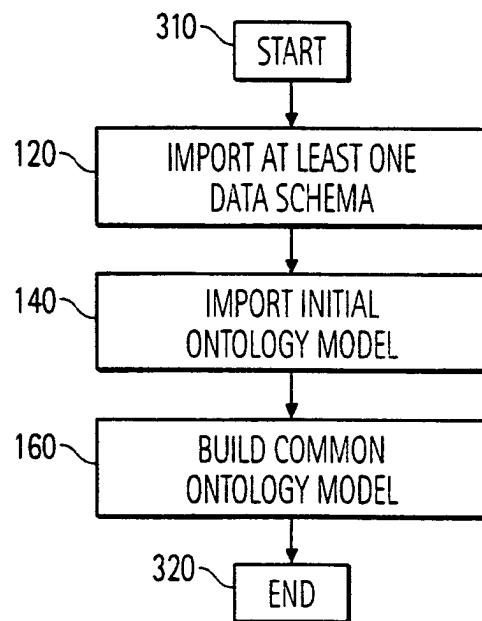 310
START
120
IMPORT AT LEAST ONE
DATA SCHEMA
140
IMPORT INITIAL
ONTOLOGY MODEL
160
BUILD COMMON
ONTOLOGY MODEL
320
END